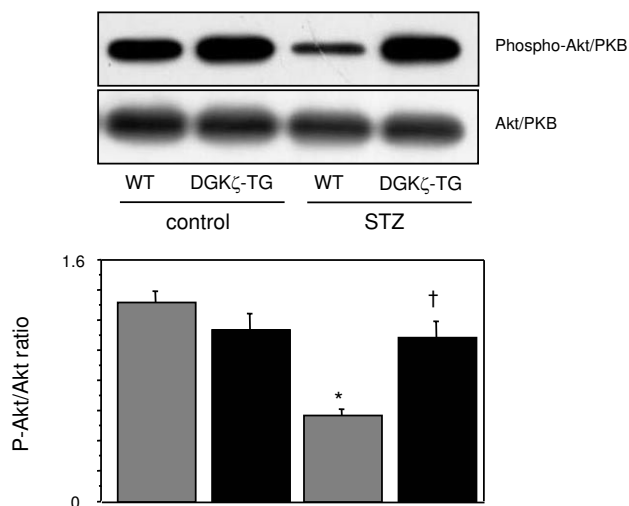 Phospho-Akt/PKB
Akt/PKB
WT DGKζ-TG WT DGKζ-TG
control STZ
1.6
P-Akt/Akt ratio
†
*
0